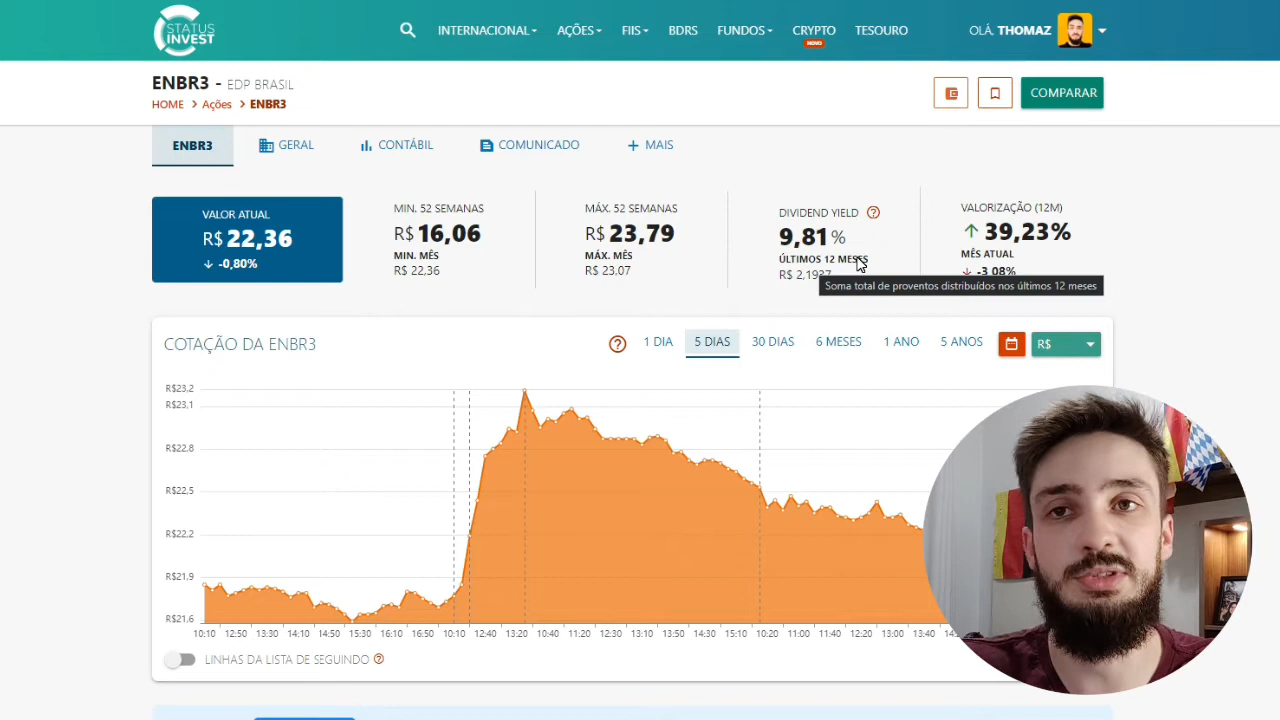 STATUS
INVEST
INTERNACIONAL
AÇÕES
FIIS
BDRS
FUNDOS
CRYPTO
NOVO
TESOURO
OLÁ, THOMAZ
ENBR3 - EDP BRASIL
HOME > Ações > ENBR3
COMPARAR
ENBR3
GERAL
CONTÁBIL
COMUNICADO
MAIS
VALOR ATUAL
R$ 22,36
-0,80%
MIN. 52 SEMANAS
R$ 16,06
MIN. MÊS
R$ 22,36
MÁX. 52 SEMANAS
R$ 23,79
MÁX. MÊS
R$ 23,07
DIVIDEND YIELD
9,81 %
ÚLTIMOS 12 MESES
R$ 2,1937
VALORIZAÇÃO (12M)
39,23%
MÊS ATUAL
-3,08%
Soma total de proventos distribuídos nos últimos 12 meses
COTAÇÃO DA ENBR3
1 DIA
5 DIAS
30 DIAS
6 MESES
1 ANO
5 ANOS
R$
R$23,2
R$23,1
R$22,8
R$22,5
R$22,2
R$21,9
R$21,6
10:10 12:50 13:30 14:10 14:50 15:30 16:10 16:50 10:10 12:40 13:20 10:40 11:20 12:30 13:10 13:50 14:30 15:10 10:20 11:00 11:40 12:20 13:00 13:40
LINHAS DA LISTA DE SEGUINDO